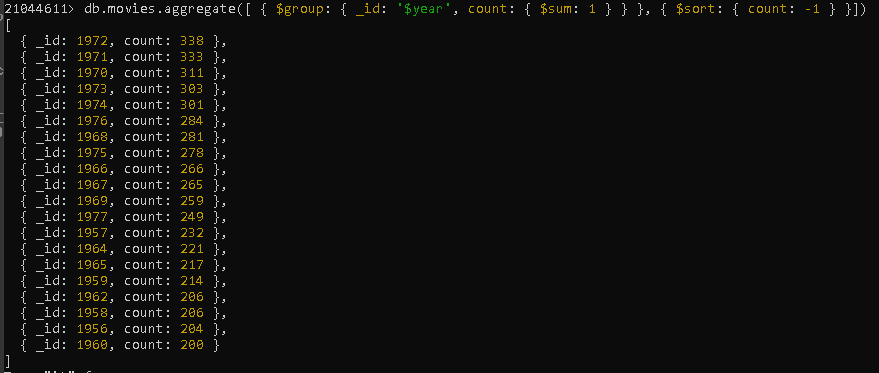 21044611> db.movies.aggregate([ { $group: { _id: '$year', count: { $sum: 1 } } }, { $sort: { count: -1 } }])
[
  { _id: 1972, count: 338 },
  { _id: 1971, count: 333 },
  { _id: 1970, count: 311 },
  { _id: 1973, count: 303 },
  { _id: 1974, count: 301 },
  { _id: 1976, count: 284 },
  { _id: 1968, count: 281 },
  { _id: 1975, count: 278 },
  { _id: 1966, count: 266 },
  { _id: 1967, count: 265 },
  { _id: 1969, count: 259 },
  { _id: 1977, count: 249 },
  { _id: 1957, count: 232 },
  { _id: 1964, count: 221 },
  { _id: 1965, count: 217 },
  { _id: 1959, count: 214 },
  { _id: 1962, count: 206 },
  { _id: 1958, count: 206 },
  { _id: 1956, count: 204 },
  { _id: 1960, count: 200 }
]